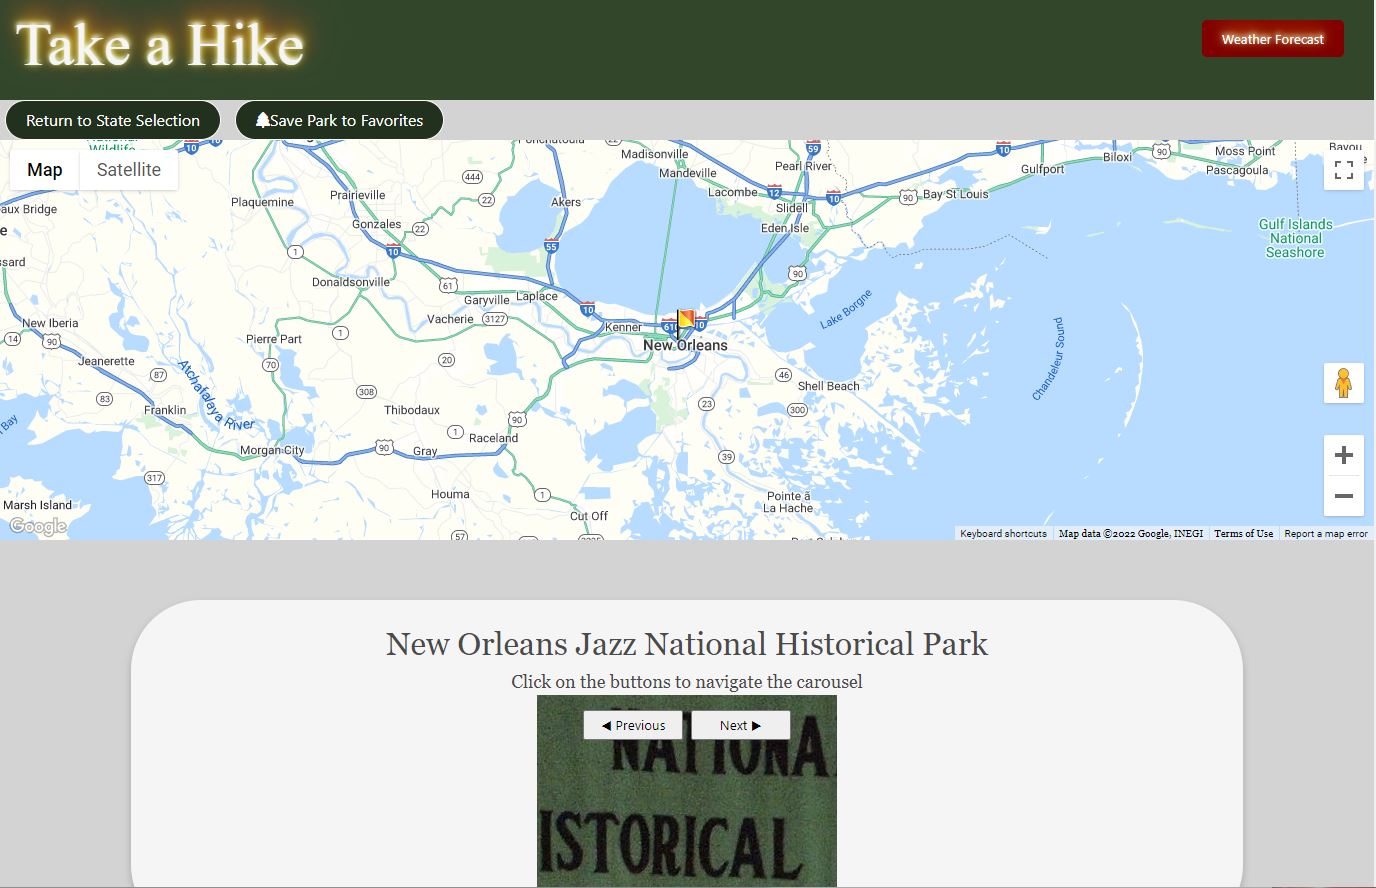 Take a Hike
Weather Forecast
Return to State Selection
Save Park to Favorites
Map
Satellite
Wildlife
Ponchatoula
Madisonville
Mandeville
Pearl River
Lacombe
Slidell
Eden Isle
Bay St Louis
Gulfport
Biloxi
Moss Point
Pascagoula
Bayou
Gulf Islands
National
Seashore
Plaquemine
Prairieville
Gonzales
Akers
aux Bridge
e
ssard
Donaldsonville
Garyville
Laplace
Vacherie
Kenner
New Orleans
Lake Borgne
Chandeleur Sound
New Iberia
Jeanerette
Pierre Part
Atchafalaya River
Franklin
Thibodaux
Morgan City
Gray
Raceland
Houma
Cut Off
Shell Beach
Pointe à
La Hache
Bay
Marsh Island
10
10
59
10
90
444
22
22
12
10
90
1
10
55
61
90
10
3127
610
10
14
90
1
70
20
87
83
308
46
23
300
90
1
90
39
317
1
57
Google
Keyboard shortcuts
Map data ©2022 Google, INEGI
Terms of Use
Report a map error
New Orleans Jazz National Historical Park
Click on the buttons to navigate the carousel
◀ Previous
Next ▶
NATIONA
ISTORICAL